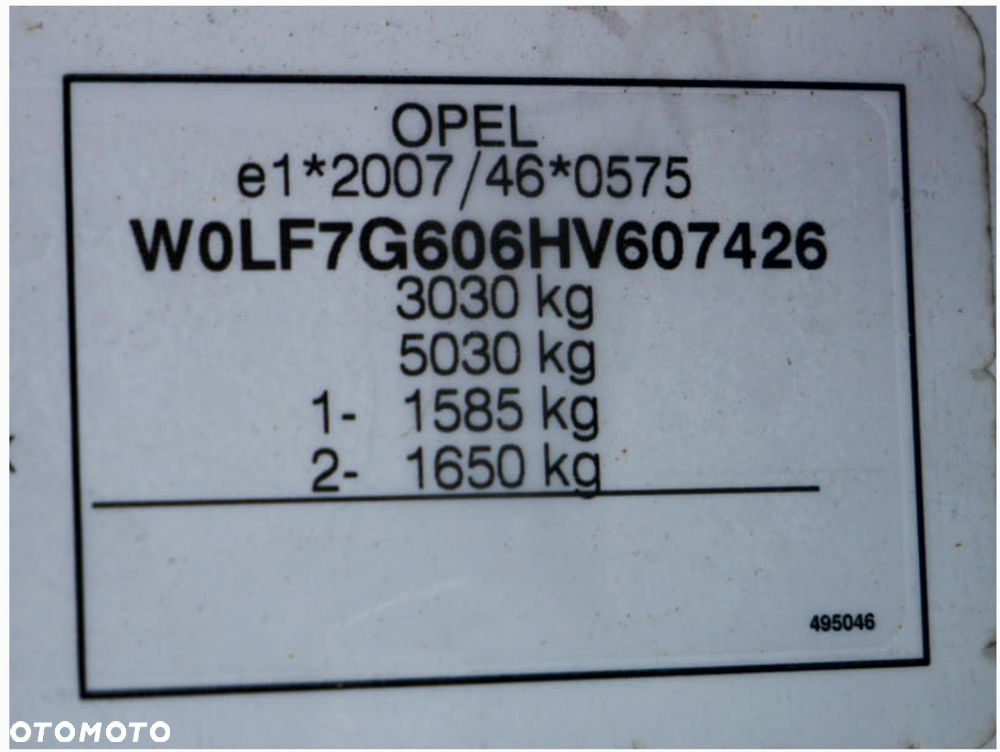 OPEL
e1*2007/46*0575
W0LF7G606HV607426
3030 kg
5030 kg
1- 1585 kg
2- 1650 kg
495046
OTOMOTO